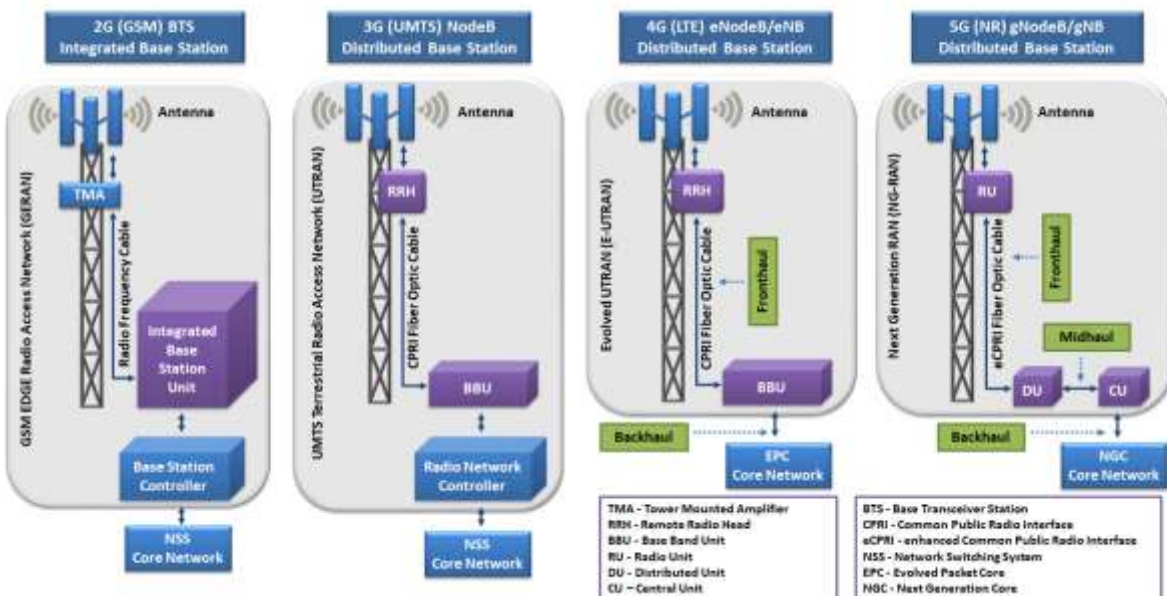 2G (GSM) BTS
Integrated Base Station
Antenna
TMA
GSM EDGE Radio Access Network (GERAN)
Radio Frequency Cable
Integrated
Base
Station
Unit
Base Station
Controller
NSS
Core Network
3G (UMTS) NodeB
Distributed Base Station
Antenna
RRH
UMTS Terrestrial Radio Access Network (UTRAN)
CPRI Fiber Optic Cable
BBU
Radio Network
Controller
NSS
Core Network
4G (LTE) eNodeB/eNB
Distributed Base Station
Antenna
RRH
Evolved UTRAN (E-UTRAN)
CPRI Fiber Optic Cable
Fronthaul
BBU
Backhaul
EPC
Core Network
5G (NR) gNodeB/gNB
Distributed Base Station
Antenna
RU
Next Generation RAN (NG-RAN)
eCPRI Fiber Optic Cable
Fronthaul
Midhaul
DU
CU
Backhaul
NGC
Core Network
TMA - Tower Mounted Amplifier
RRH - Remote Radio Head
BBU - Base Band Unit
RU - Radio Unit
DU - Distributed Unit
CU – Central Unit
BTS - Base Transceiver Station
CPRI - Common Public Radio Interface
eCPRI - enhanced Common Public Radio Interface
NSS - Network Switching System
EPC - Evolved Packet Core
NGC - Next Generation Core